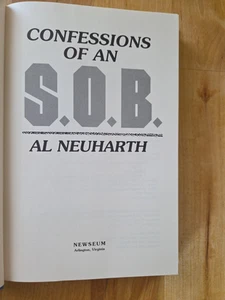 CONFESSIONS
OF AN
S.O.B.
AL NEUHARTH
NEWSEUM
Arlington, Virginia